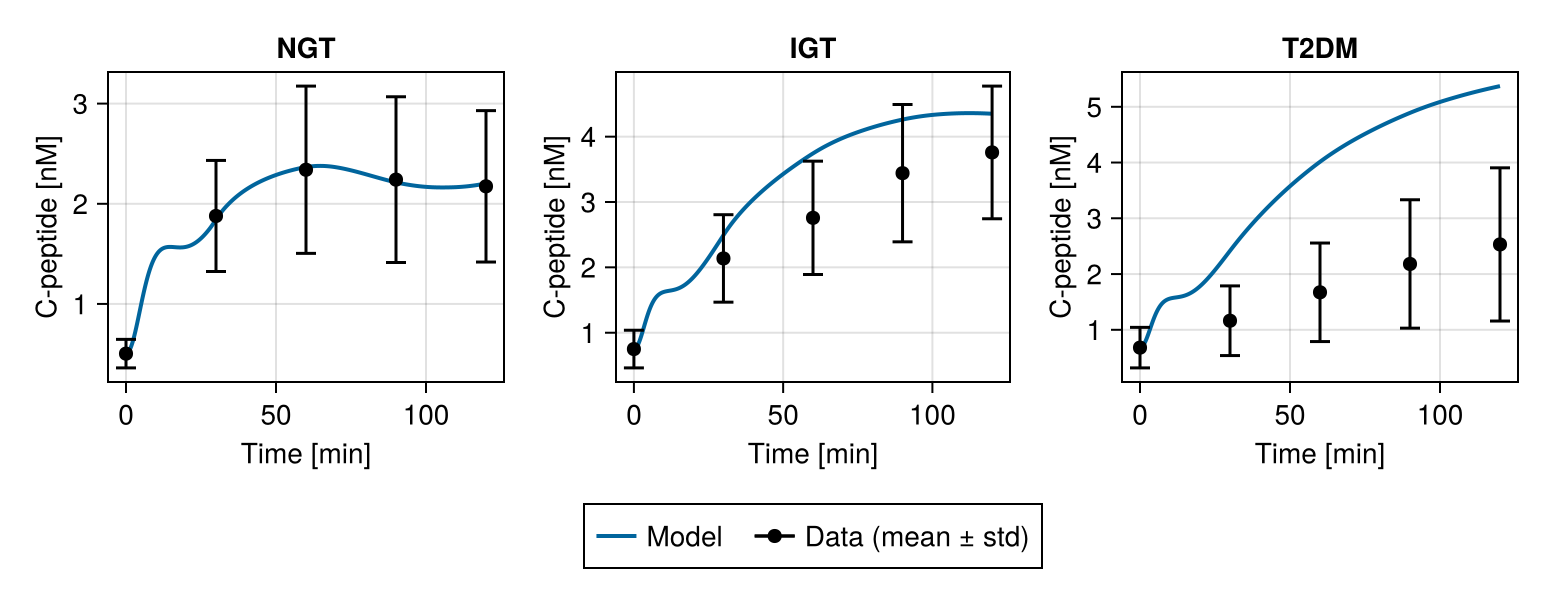 NGT
IGT
T2DM
C-peptide [nM]
3
2
1
0
50
100
Time [min]
C-peptide [nM]
4
3
2
1
0
50
100
Time [min]
C-peptide [nM]
5
4
3
2
1
0
50
100
Time [min]
Model
Data (mean ± std)